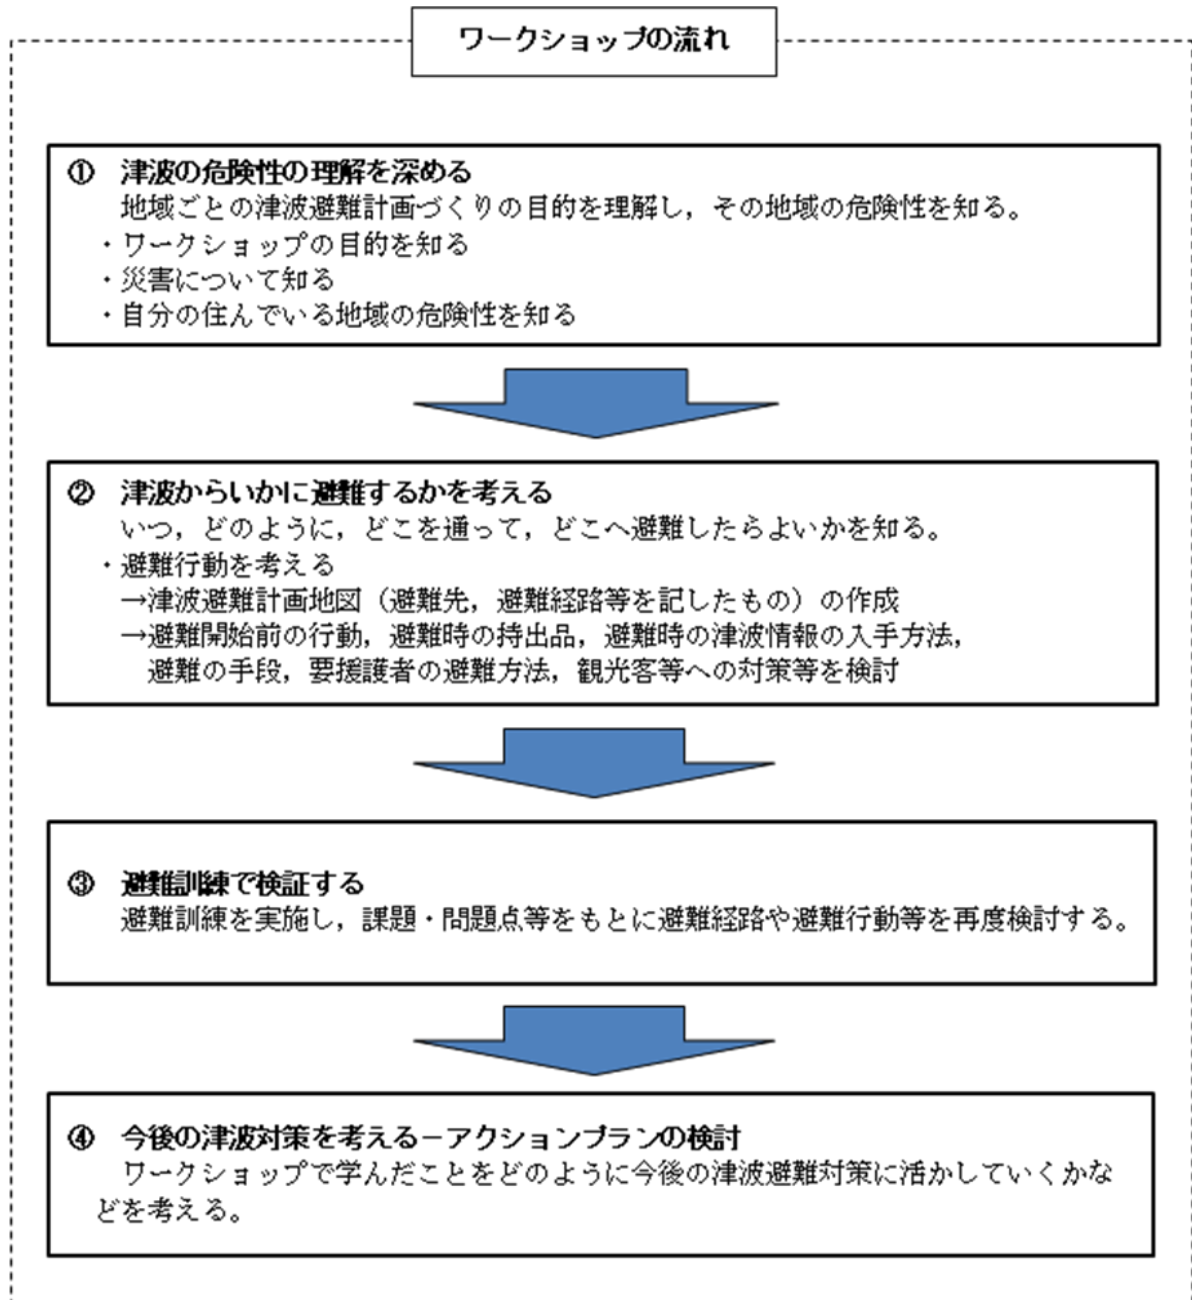 ワークショップの流れ
① 津波の危険性の理解を深める
地域ごとの津波避難計画づくりの目的を理解し，その地域の危険性を知る。
・ワークショップの目的を知る
・災害について知る
・自分の住んでいる地域の危険性を知る
② 津波からいかに避難するかを考える
いつ，どのように，どこを通って，どこへ避難したらよいかを知る。
・避難行動を考える
→津波避難計画地図（避難先，避難経路等を記したもの）の作成
→避難開始前の行動，避難時の持出品，避難時の津波情報の入手方法，
避難の手段，要援護者の避難方法，観光客等への対策等を検討
③ 避難訓練で検証する
避難訓練を実施し，課題・問題点等をもとに避難経路や避難行動等を再度検討する。
④ 今後の津波対策を考える－アクションプランの検討
ワークショップで学んだことをどのように今後の津波避難対策に活かしていくかな
どを考える。